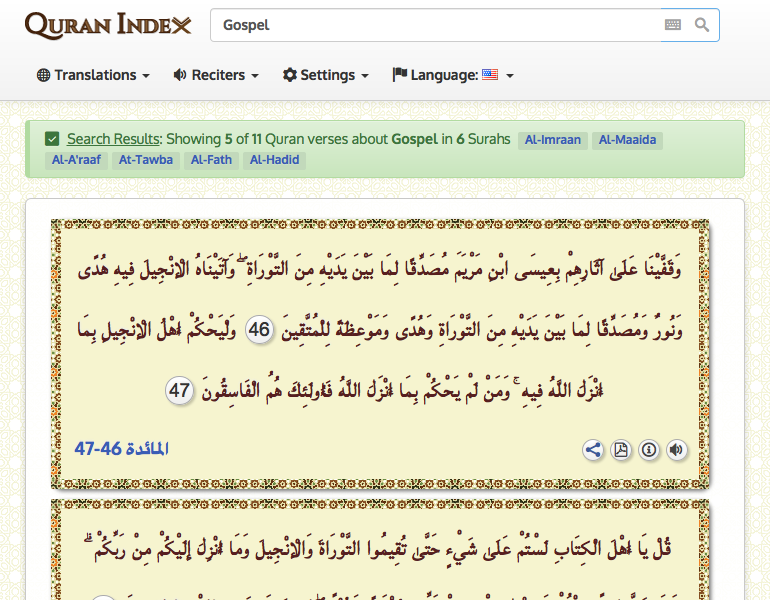 QURAN INDEX
Gospel
Translations
Reciters
Settings
Language:
Search Results: Showing 5 of 11 Quran verses about Gospel in 6 Surahs Al-Imraan Al-Maaida
Al-A'raaf At-Tawba Al-Fath Al-Hadid
وَقَفَّيْنَا عَلَىٰ آثَارِهِمْ بِعِيسَى ابْنِ مَرْيَمَ مُصَدِّقًا لِمَا بَيْنَ يَدَيْهِ مِنَ التَّوْرَاةِ ۖ وَآتَيْنَاهُ الْإِنْجِيلَ فِيهِ هُدًى
وَنُورٌ وَمُصَدِّقًا لِمَا بَيْنَ يَدَيْهِ مِنَ التَّوْرَاةِ وَهُدًى وَمَوْعِظَةً لِلْمُتَّقِينَ 46 وَلْيَحْكُمْ أَهْلُ الْإِنْجِيلِ بِمَا
أَنْزَلَ اللَّهُ فِيهِ ۚ وَمَنْ لَمْ يَحْكُمْ بِمَا أَنْزَلَ اللَّهُ فَأُولَٰئِكَ هُمُ الْفَاسِقُونَ 47
المائدة 46-47
قُلْ يَا أَهْلَ الْكِتَابِ لَسْتُمْ عَلَىٰ شَيْءٍ حَتَّىٰ تُقِيمُوا التَّوْرَاةَ وَالْإِنْجِيلَ وَمَا أُنْزِلَ إِلَيْكُمْ مِنْ رَبِّكُمْ ۗ